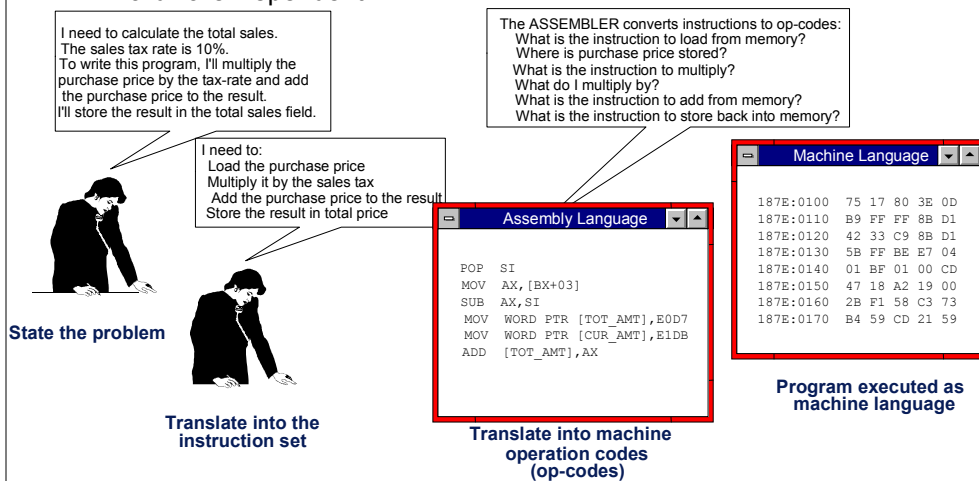 I need to calculate the total sales.
The sales tax rate is 10%.
To write this program, I'll multiply the
purchase price by the tax-rate and add
the purchase price to the result.
I'll store the result in the total sales field.
State the problem
I need to:
Load the purchase price
Multiply it by the sales tax
Add the purchase price to the result
Store the result in total price
Translate into the
instruction set
The ASSEMBLER converts instructions to op-codes:
What is the instruction to load from memory?
Where is purchase price stored?
What is the instruction to multiply?
What do I multiply by?
What is the instruction to add from memory?
What is the instruction to store back into memory?
Assembly Language
POP SI
MOV AX,[BX+03]
SUB AX,SI
MOV WORD PTR [TOT_AMT],E0D7
MOV WORD PTR [CUR_AMT],E1DB
ADD [TOT_AMT],AX
Translate into machine
operation codes
(op-codes)
Machine Language
187E:0100 75 17 80 3E 0D
187E:0110 B9 FF FF 8B D1
187E:0120 42 33 C9 8B D1
187E:0130 5B FF BE E7 04
187E:0140 01 BF 01 00 CD
187E:0150 47 18 A2 19 00
187E:0160 2B F1 58 C3 73
187E:0170 B4 59 CD 21 59
Program executed as
machine language